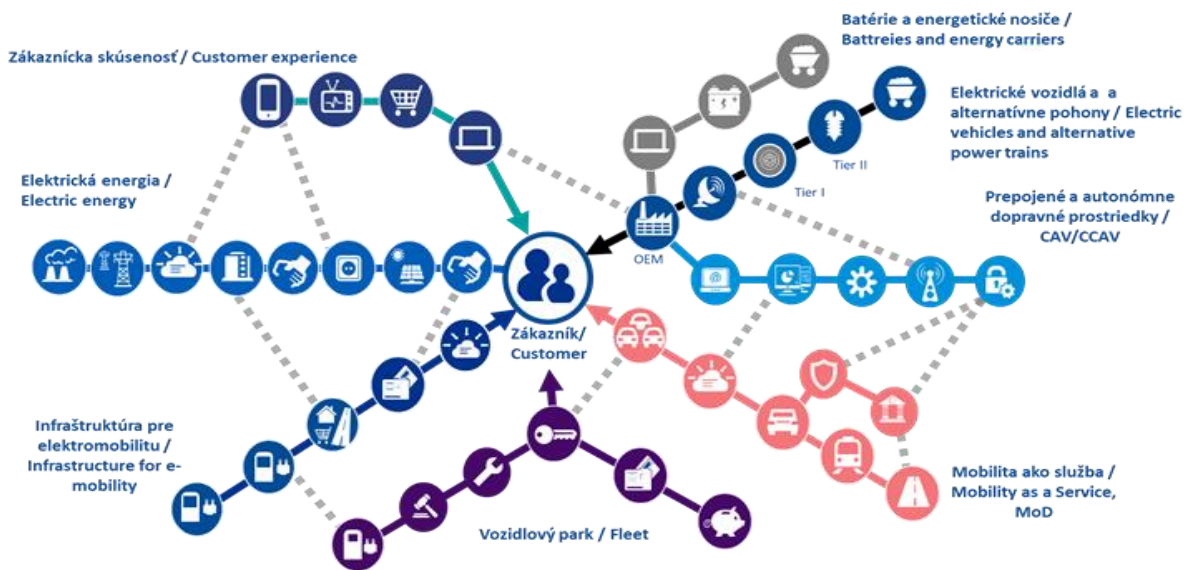 Zákaznícka skúsenosť / Customer experience
Batérie a energetické nosiče /
Battreies and energy carriers
Elektrické vozidlá a a
alternatívne pohony / Electric
vehicles and alternative
power trains
Tier II
Tier I
Elektrická energia /
Electric energy
Prepojené a autonómne
dopravné prostriedky /
CAV/CCAV
OEM
Zákazník/
Customer
Infraštruktúra pre
elektromobilitu /
Infrastructure for e-
mobility
Vozidlový park / Fleet
Mobilita ako služba /
Mobility as a Service,
MoD